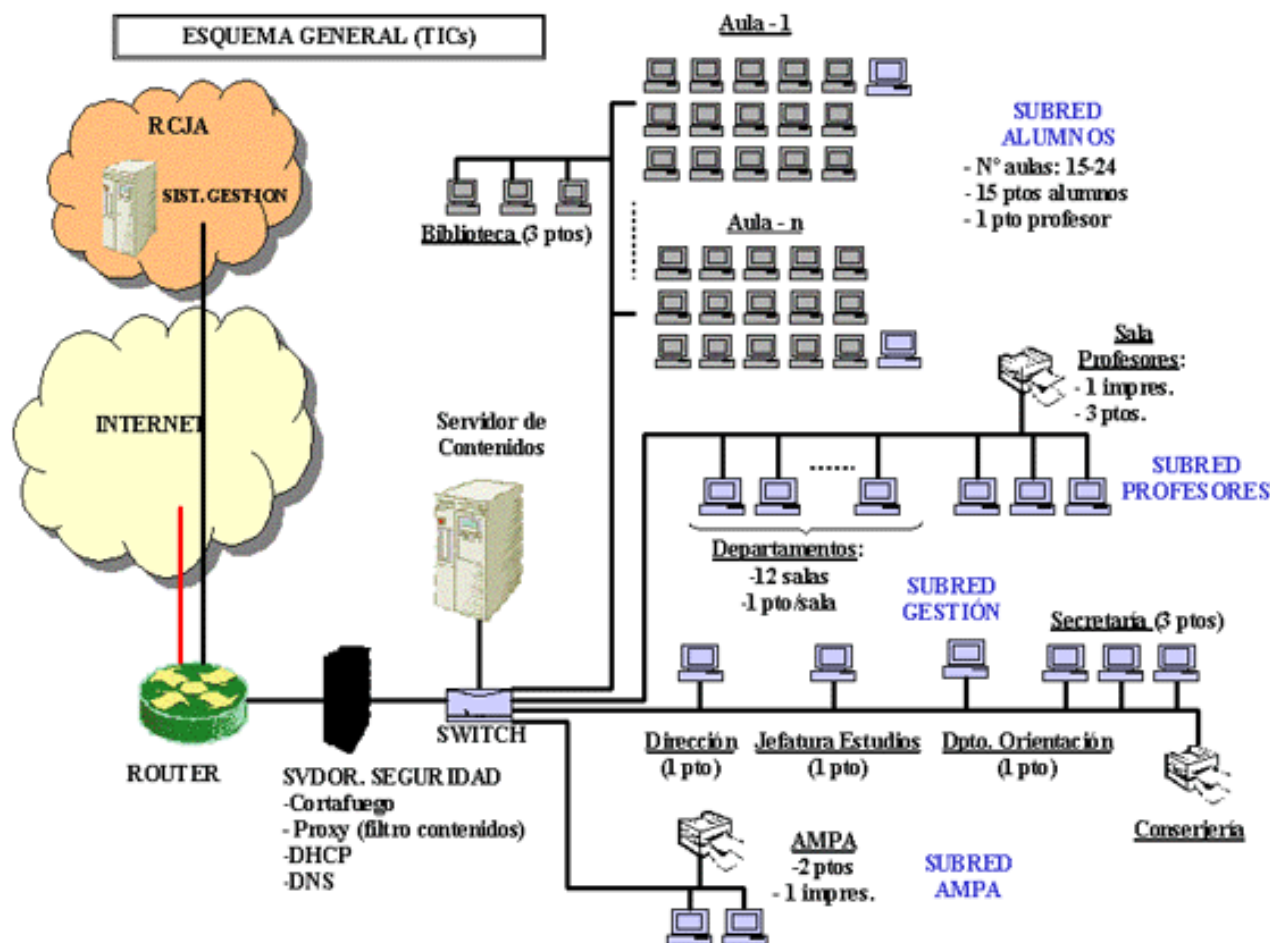 ESQUEMA GENERAL (TICs)
RCJA
SIST. GESTION
INTERNET
ROUTER
SVDOR. SEGURIDAD
-Cortafuego
- Proxy (filtro contenidos)
-DHCP
-DNS
Servidor de
Contenidos
SWITCH
Biblioteca (3 ptos)
Aula - 1
Aula - n
SUBRED
ALUMNOS
- Nº aulas: 15-24
- 15 ptos alumnos
- 1 pto profesor
Sala
Profesores:
- 1 impres.
- 3 ptos.
SUBRED
PROFESORES
Departamentos:
-12 salas
-1 pto/sala
SUBRED
GESTIÓN
Secretaría (3 ptos)
Dirección
(1 pto)
Jefatura Estudios
(1 pto)
Dpto. Orientación
(1 pto)
Conserjería
AMPA
-2 ptos
- 1 impres.
SUBRED
AMPA